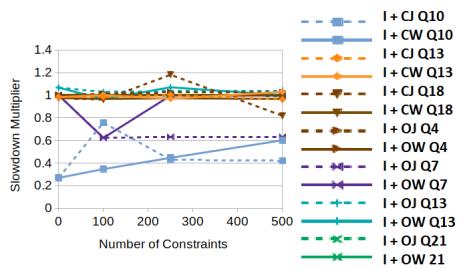 1.4
1.2
1
0.8
0.6
0.4
0.2
0
Slowdown Multiplier
0 100 200 300 400 500
Number of Constraints
I + CJ Q10
I + CW Q10
I + CJ Q13
I + CW Q13
I + CJ Q18
I + CW Q18
I + OJ Q4
I + OW Q4
I + OJ Q7
I + OW Q7
I + OJ Q13
I + OW Q13
I + OJ Q21
I + OW 21